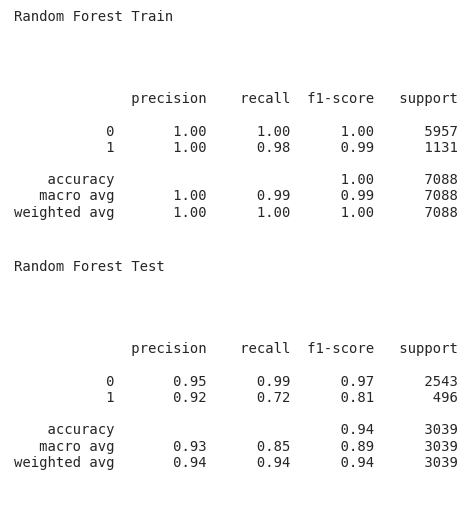 Random Forest Train
precision recall f1-score support
0 1.00 1.00 1.00 5957
1 1.00 0.98 0.99 1131
accuracy 1.00 7088
macro avg 1.00 0.99 0.99 7088
weighted avg 1.00 1.00 1.00 7088
Random Forest Test
precision recall f1-score support
0 0.95 0.99 0.97 2543
1 0.92 0.72 0.81 496
accuracy 0.94 3039
macro avg 0.93 0.85 0.89 3039
weighted avg 0.94 0.94 0.94 3039